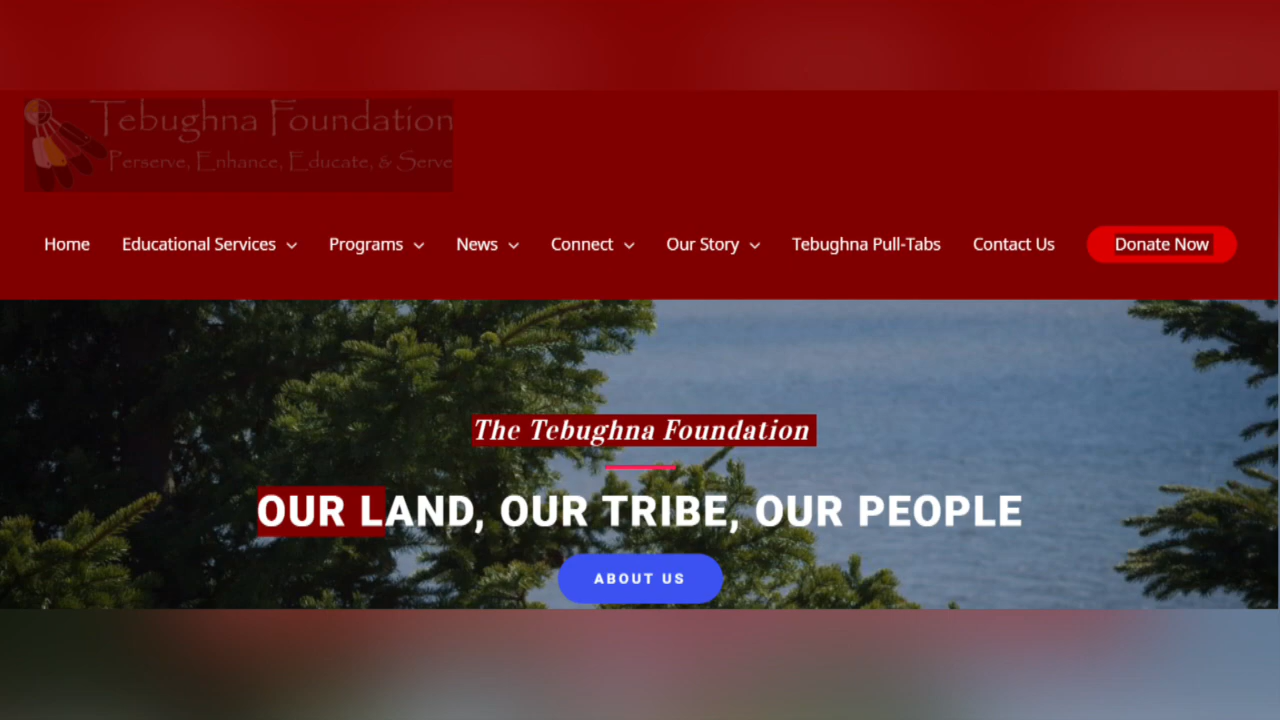 Tebughna Foundation
Perserve, Enhance, Educate, & Serve
Home Educational Services Programs News Connect Our Story Tebughna Pull-Tabs Contact Us Donate Now
The Tebughna Foundation
OUR LAND, OUR TRIBE, OUR PEOPLE
ABOUT US